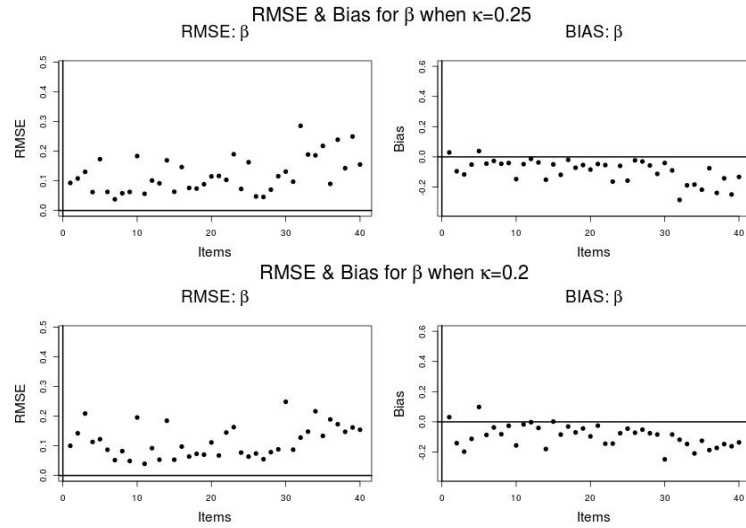 RMSE & Bias for β when κ=0.25
RMSE: β
BIAS: β
RMSE
0.0 0.1 0.2 0.3 0.4 0.5
0 10 20 30 40
Items
Bias
-0.2 0.0 0.2 0.4 0.6
0 10 20 30 40
Items
RMSE & Bias for β when κ=0.2
RMSE: β
BIAS: β
RMSE
0.0 0.1 0.2 0.3 0.4 0.5
0 10 20 30 40
Items
Bias
-0.2 0.0 0.2 0.4 0.6
0 10 20 30 40
Items